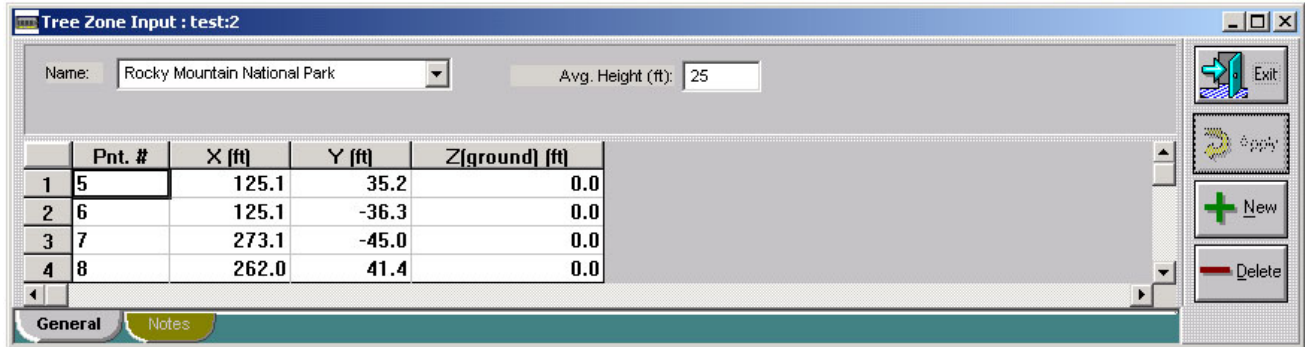 Tree Zone Input : test:2
Name: Rocky Mountain National Park Avg. Height (ft): 25
Exit
Apply
New
Delete
Pnt. # X (ft) Y (ft) Z(ground) (ft)
1 5 125.1 35.2 0.0
2 6 125.1 -36.3 0.0
3 7 273.1 -45.0 0.0
4 8 262.0 41.4 0.0
General Notes